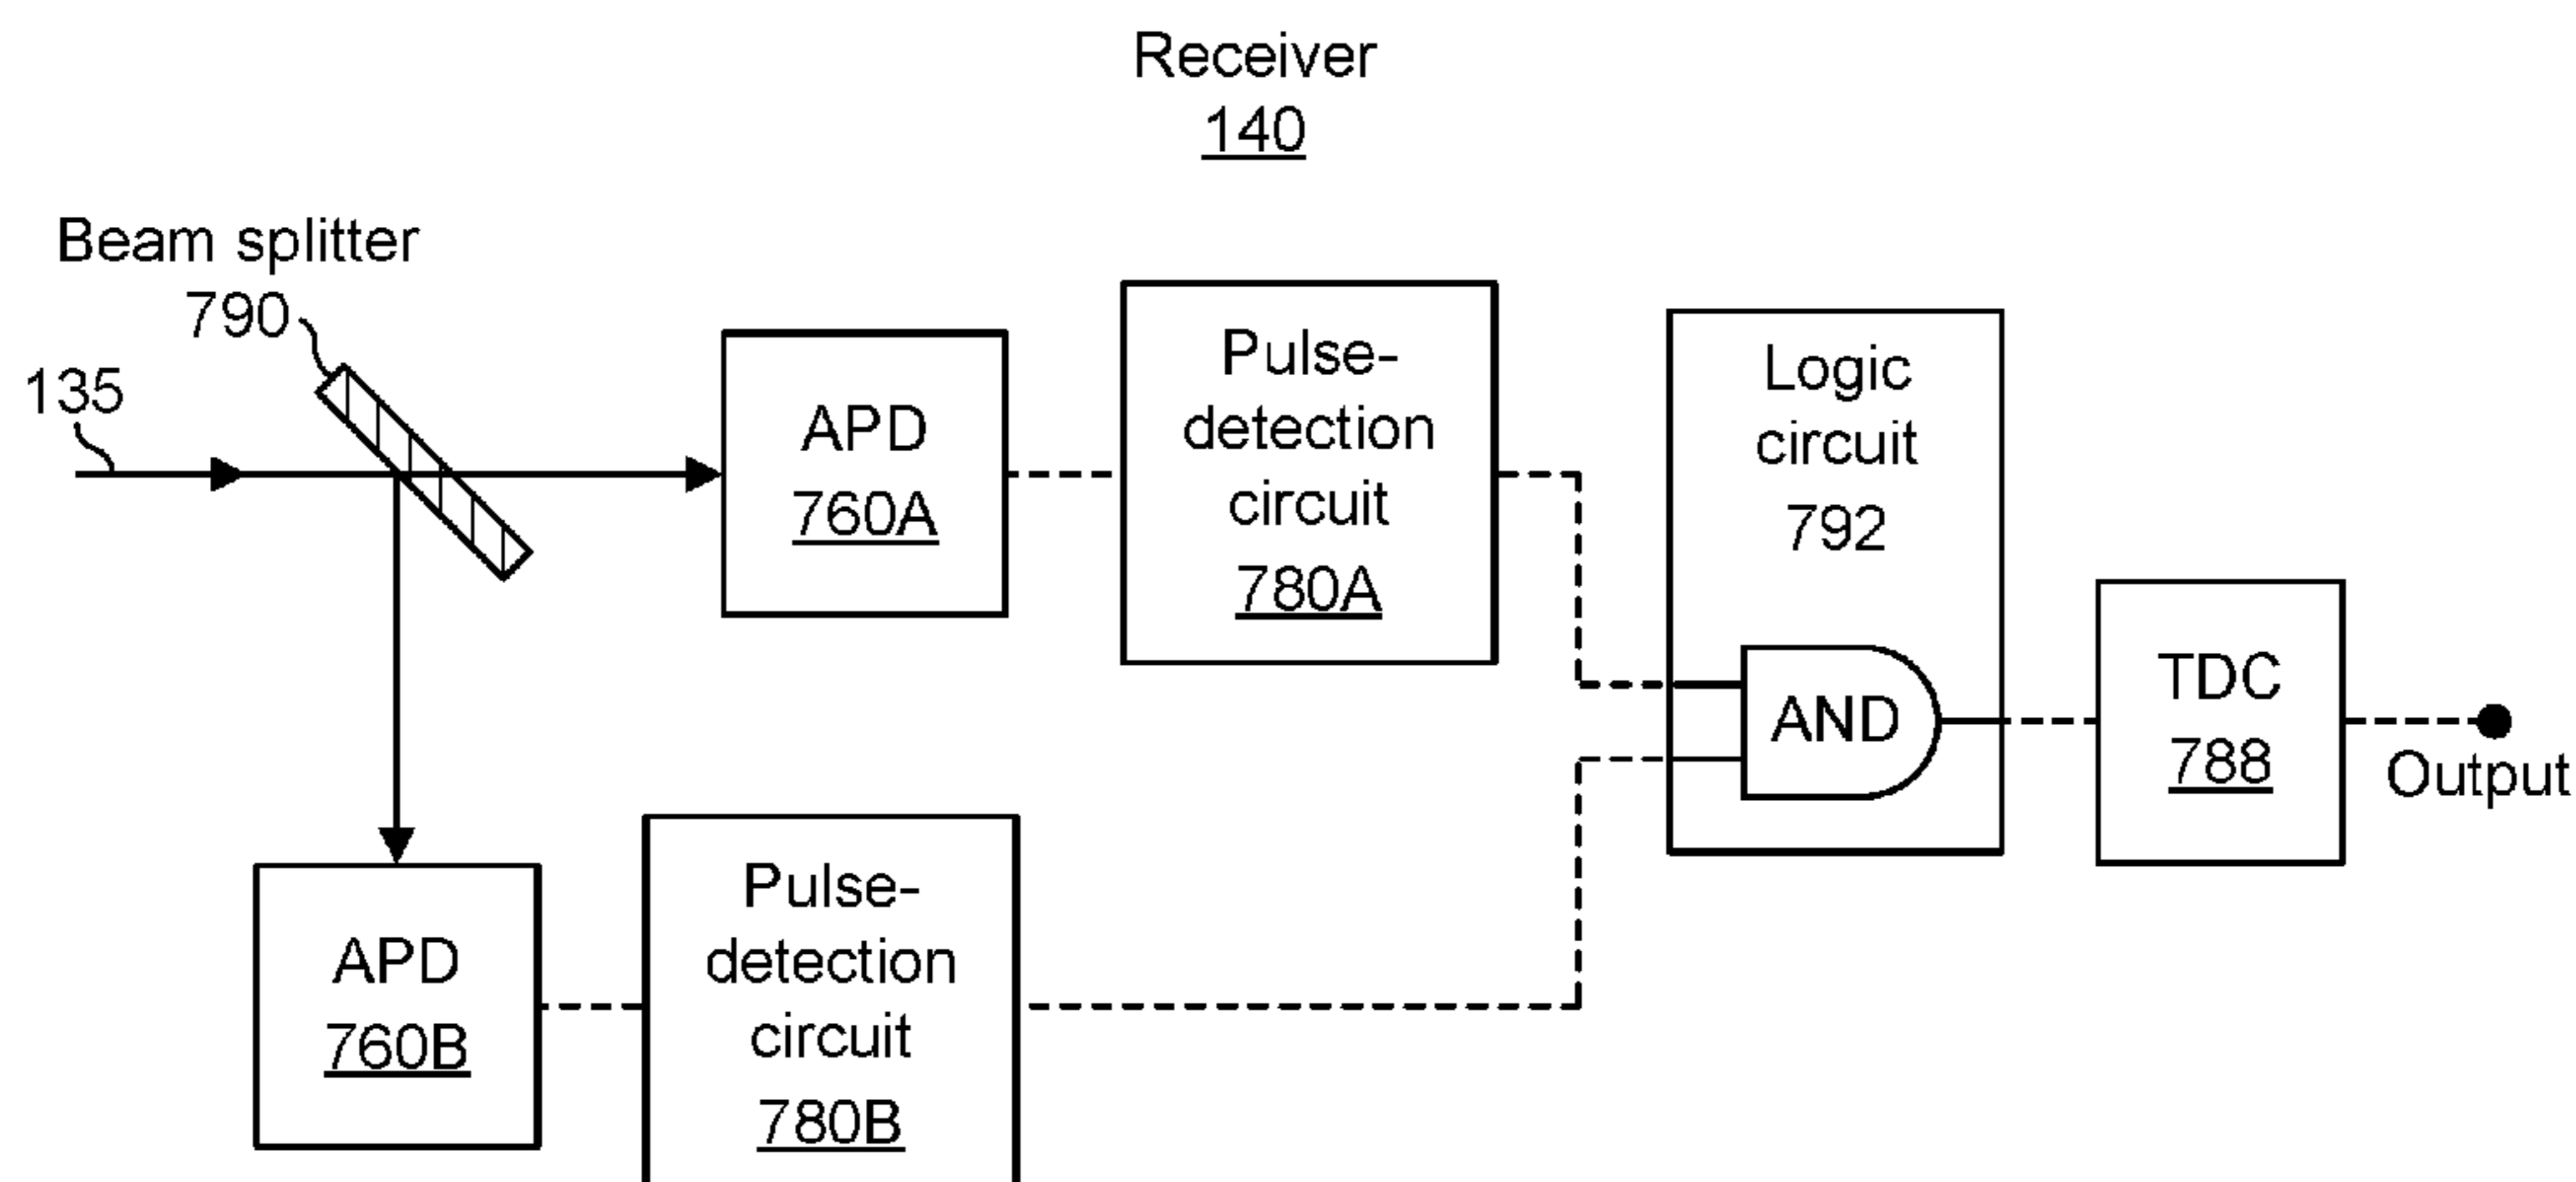 Receiver
140
Beam splitter
790
135
APD
760A
Pulse-
detection
circuit
780A
Logic
circuit
792
AND
TDC
788
Output
APD
760B
Pulse-
detection
circuit
780B